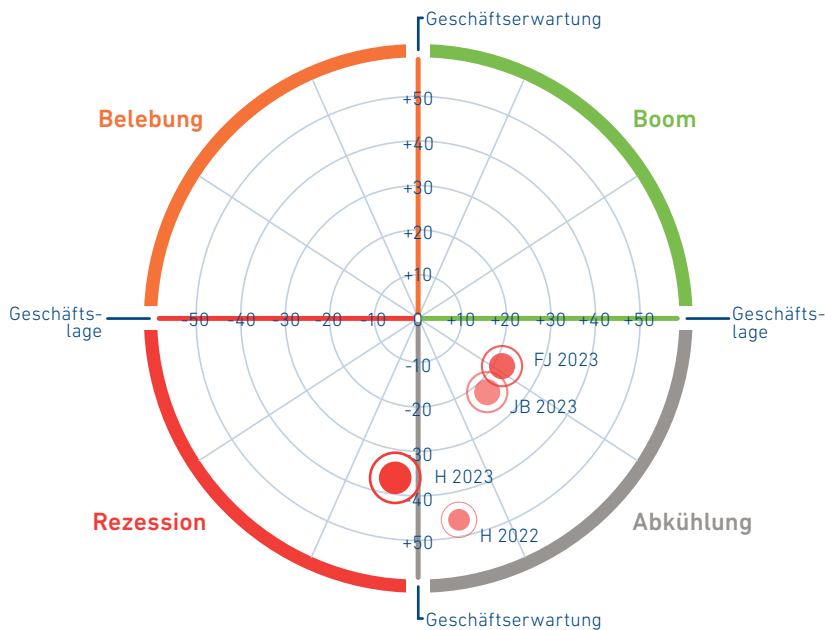 Geschäftserwartung
Belebung
Boom
+50
+40
+30
+20
+10
Geschäfts-
lage
-50 -40 -30 -20 -10 0 +10 +20 +30 +40 +50
Geschäfts-
lage
-10
FJ 2023
-20
JB 2023
-30
H 2023
-40
Rezession
Abkühlung
H 2022
+50
Geschäftserwartung